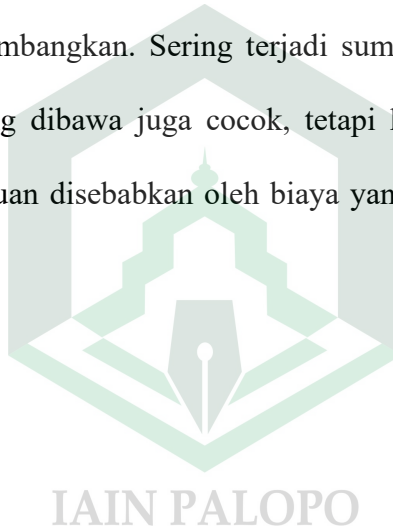 mbangkan. Sering terjadi sum
g dibawa juga cocok, tetapi
uan disebabkan oleh biaya yan
IAIN PALOPO